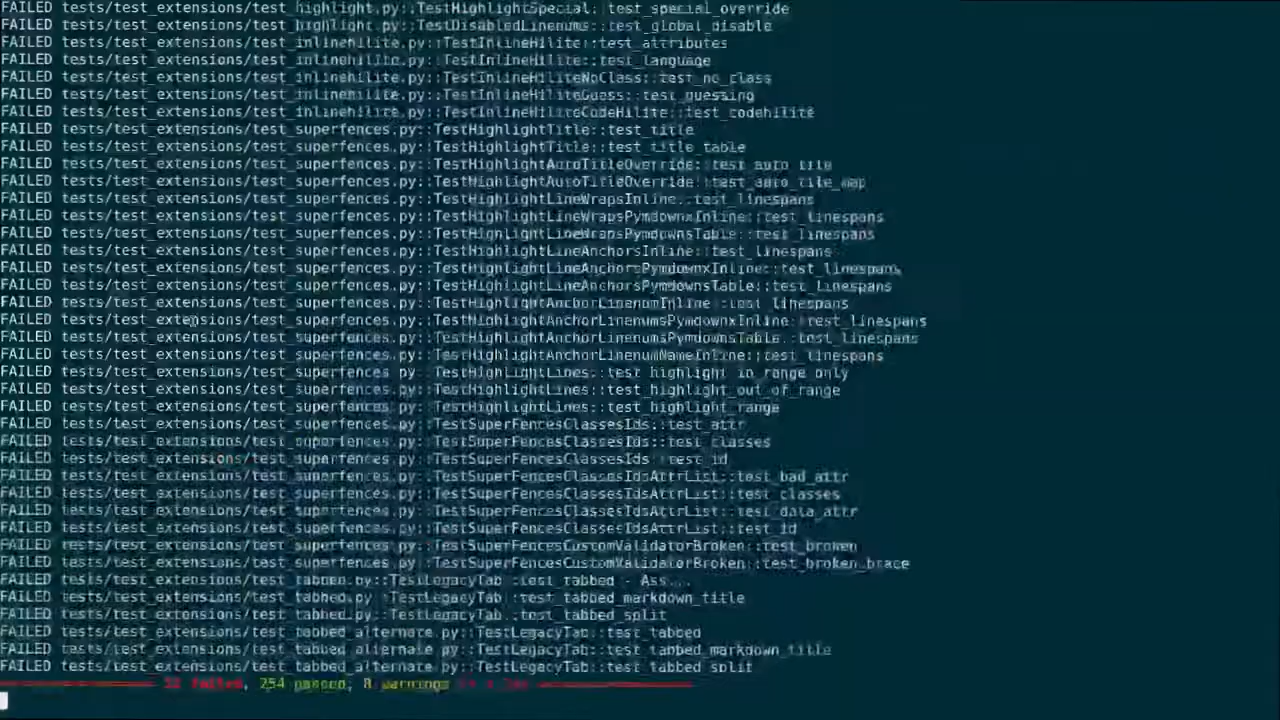 FAILED tests/test_extensions/test_highlight.py::TestHighlightSpecial::test_special_override
FAILED tests/test_extensions/test_highlight.py::TestDisabledLinenums::test_global_disable
FAILED tests/test_extensions/test_inlinehilite.py::TestInlineHilite::test_attributes
FAILED tests/test_extensions/test_inlinehilite.py::TestInlineHilite::test_language
FAILED tests/test_extensions/test_inlinehilite.py::TestInlineHiliteNoClass::test_no_class
FAILED tests/test_extensions/test_inlinehilite.py::TestInlineHiliteGuess::test_guessing
FAILED tests/test_extensions/test_inlinehilite.py::TestInlineHiliteCodeHilite::test_codehilite
FAILED tests/test_extensions/test_superfences.py::TestHighlightTitle::test_title
FAILED tests/test_extensions/test_superfences.py::TestHighlightTitle::test_title_table
FAILED tests/test_extensions/test_superfences.py::TestHighlightAutoTitleOverride::test_auto_tile
FAILED tests/test_extensions/test_superfences.py::TestHighlightAutoTitleOverride::test_auto_tile_map
FAILED tests/test_extensions/test_superfences.py::TestHighlightLineWrapsInline::test_linespans
FAILED tests/test_extensions/test_superfences.py::TestHighlightLineWrapsPymdownxInline::test_linespans
FAILED tests/test_extensions/test_superfences.py::TestHighlightLineWrapsPymdownsTable::test_linespans
FAILED tests/test_extensions/test_superfences.py::TestHighlightLineAnchorsInline::test_linespans
FAILED tests/test_extensions/test_superfences.py::TestHighlightLineAnchorsPymdownxInline::test_linespans
FAILED tests/test_extensions/test_superfences.py::TestHighlightLineAnchorsPymdownsTable::test_linespans
FAILED tests/test_extensions/test_superfences.py::TestHighlightAnchorLinenumInline::test_linespans
FAILED tests/test_extensions/test_superfences.py::TestHighlightAnchorLinenumsPymdownxInline::test_linespans
FAILED tests/test_extensions/test_superfences.py::TestHighlightAnchorLinenumsPymdownsTable::test_linespans
FAILED tests/test_extensions/test_superfences.py::TestHighlightAnchorLinenumNameInline::test_linespans
FAILED tests/test_extensions/test_superfences.py::TestHighlightLines::test_highlight_in_range_only
FAILED tests/test_extensions/test_superfences.py::TestHighlightLines::test_highlight_out_of_range
FAILED tests/test_extensions/test_superfences.py::TestHighlightLines::test_highlight_range
FAILED tests/test_extensions/test_superfences.py::TestSuperFencesClassesIds::test_attr
FAILED tests/test_extensions/test_superfences.py::TestSuperFencesClassesIds::test_classes
FAILED tests/test_extensions/test_superfences.py::TestSuperFencesClassesIds::test_id
FAILED tests/test_extensions/test_superfences.py::TestSuperFencesClassesIdsAttrList::test_bad_attr
FAILED tests/test_extensions/test_superfences.py::TestSuperFencesClassesIdsAttrList::test_classes
FAILED tests/test_extensions/test_superfences.py::TestSuperFencesClassesIdsAttrList::test_data_attr
FAILED tests/test_extensions/test_superfences.py::TestSuperFencesClassesIdsAttrList::test_id
FAILED tests/test_extensions/test_superfences.py::TestSuperFencesCustomValidatorBroken::test_broken
FAILED tests/test_extensions/test_superfences.py::TestSuperFencesCustomValidatorBroken::test_broken_brace
FAILED tests/test_extensions/test_tabbed.py::TestLegacyTab::test_tabbed - Ass...
FAILED tests/test_extensions/test_tabbed.py::TestLegacyTab::test_tabbed_markdown_title
FAILED tests/test_extensions/test_tabbed.py::TestLegacyTab::test_tabbed_split
FAILED tests/test_extensions/test_tabbed_alternate.py::TestLegacyTab::test_tabbed
FAILED tests/test_extensions/test_tabbed_alternate.py::TestLegacyTab::test_tabbed_markdown_title
FAILED tests/test_extensions/test_tabbed_alternate.py::TestLegacyTab::test_tabbed_split
failed, 254 passed, 8 warnings